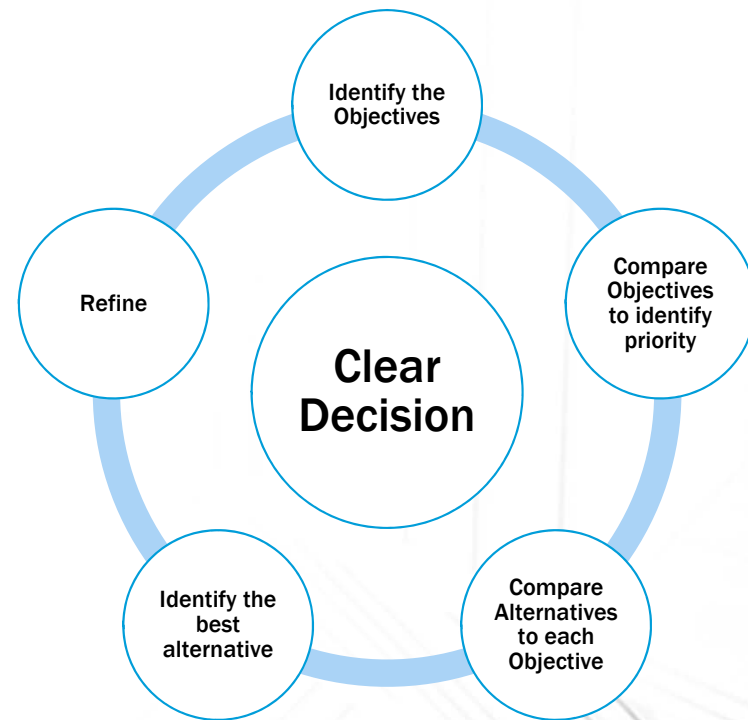 Identify the
Objectives
Compare
Objectives
to identify
priority
Refine
Clear
Decision
Compare
Alternatives
to each
Objective
Identify the
best
alternative